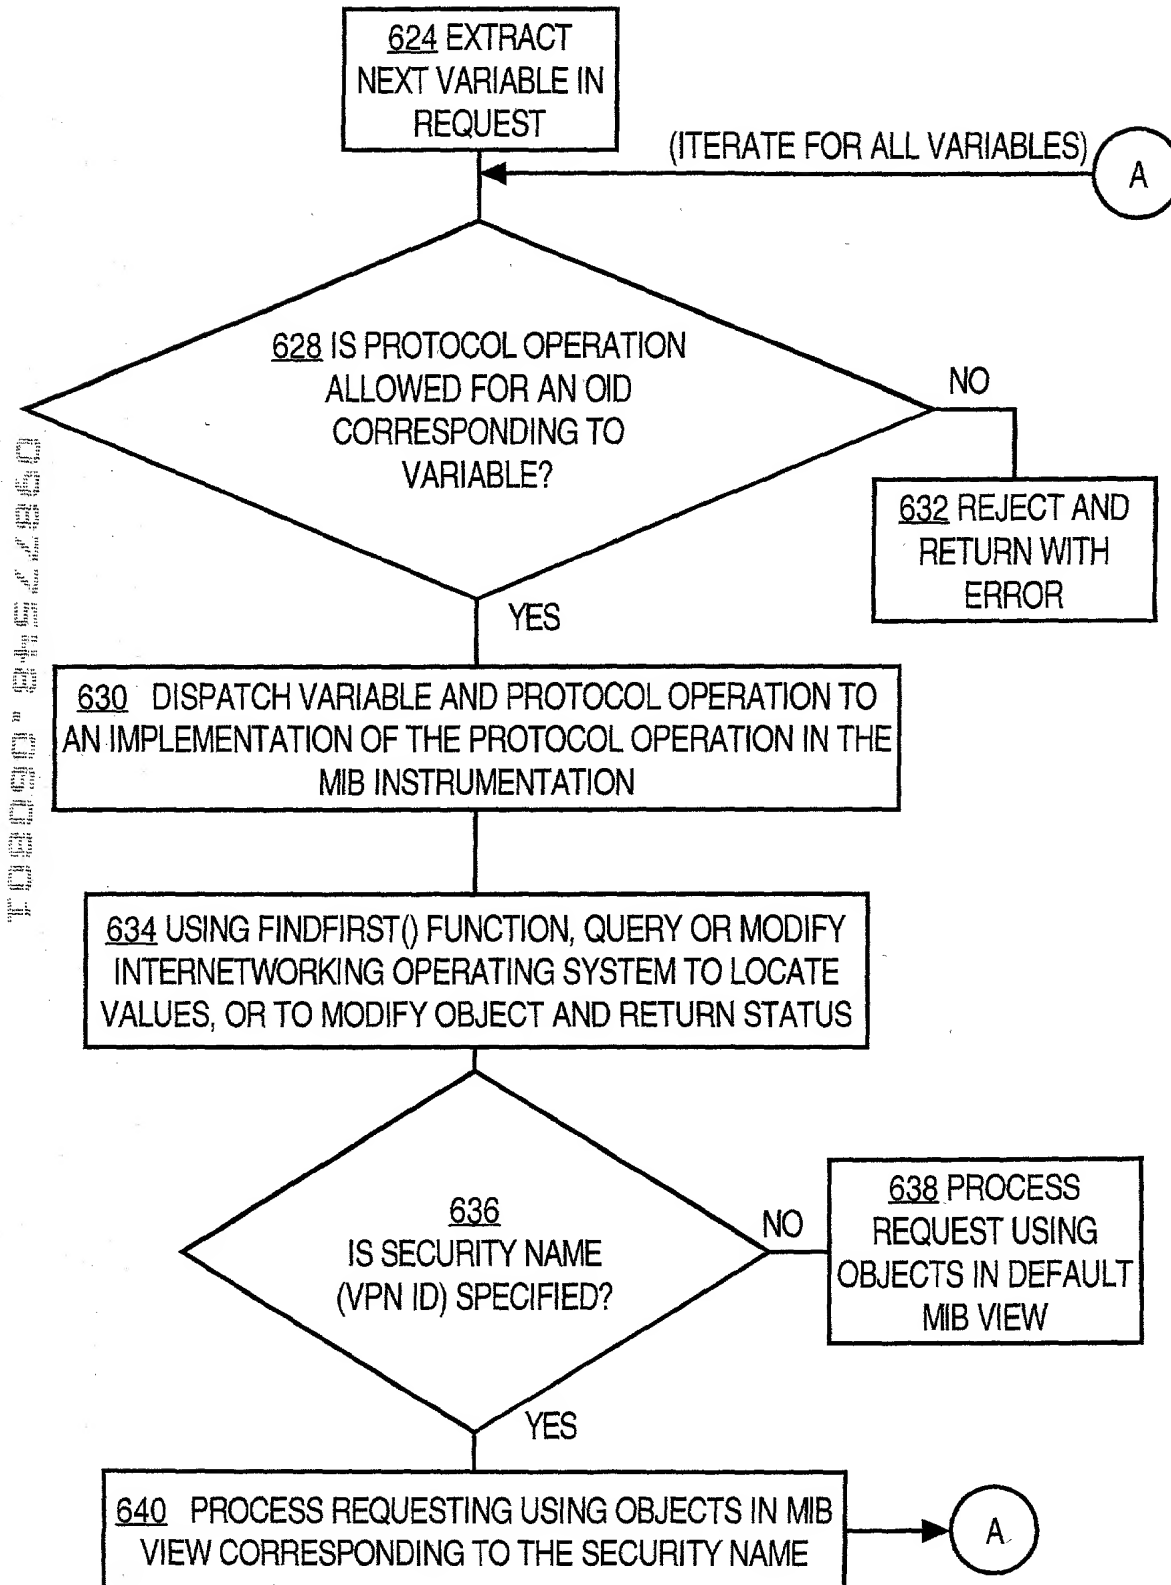 624 EXTRACT
NEXT VARIABLE IN
REQUEST
(ITERATE FOR ALL VARIABLES)
A
628 IS PROTOCOL OPERATION
ALLOWED FOR AN OID
CORRESPONDING TO
VARIABLE?
NO
632 REJECT AND
RETURN WITH
ERROR
YES
630 DISPATCH VARIABLE AND PROTOCOL OPERATION TO
AN IMPLEMENTATION OF THE PROTOCOL OPERATION IN THE
MIB INSTRUMENTATION
634 USING FINDFIRST() FUNCTION, QUERY OR MODIFY
INTERNETWORKING OPERATING SYSTEM TO LOCATE
VALUES, OR TO MODIFY OBJECT AND RETURN STATUS
636
IS SECURITY NAME
(VPN ID) SPECIFIED?
NO
638 PROCESS
REQUEST USING
OBJECTS IN DEFAULT
MIB VIEW
YES
640 PROCESS REQUESTING USING OBJECTS IN MIB
VIEW CORRESPONDING TO THE SECURITY NAME
A
09877548.060801